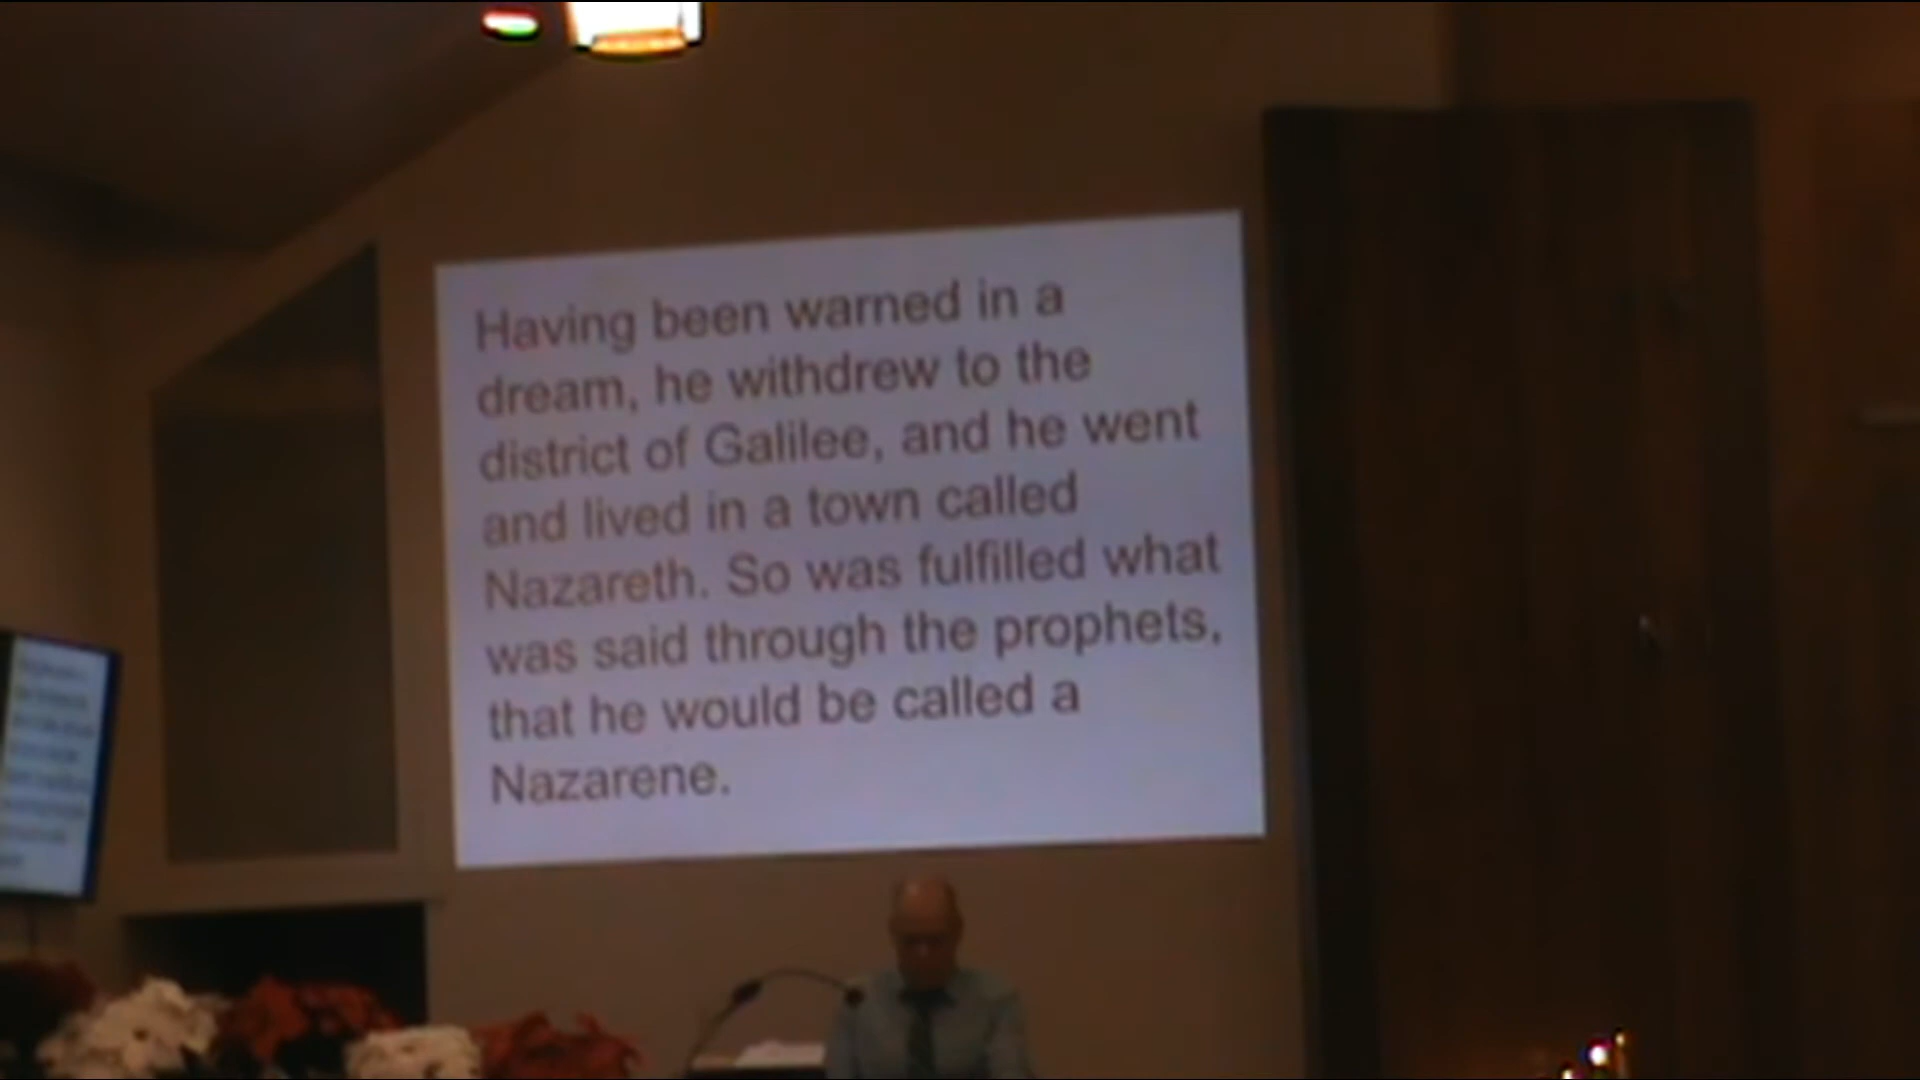 Having been warned in a
dream, he withdrew to the
district of Galilee, and he went
and lived in a town called
Nazareth. So was fulfilled what
was said through the prophets,
that he would be called a
Nazarene.